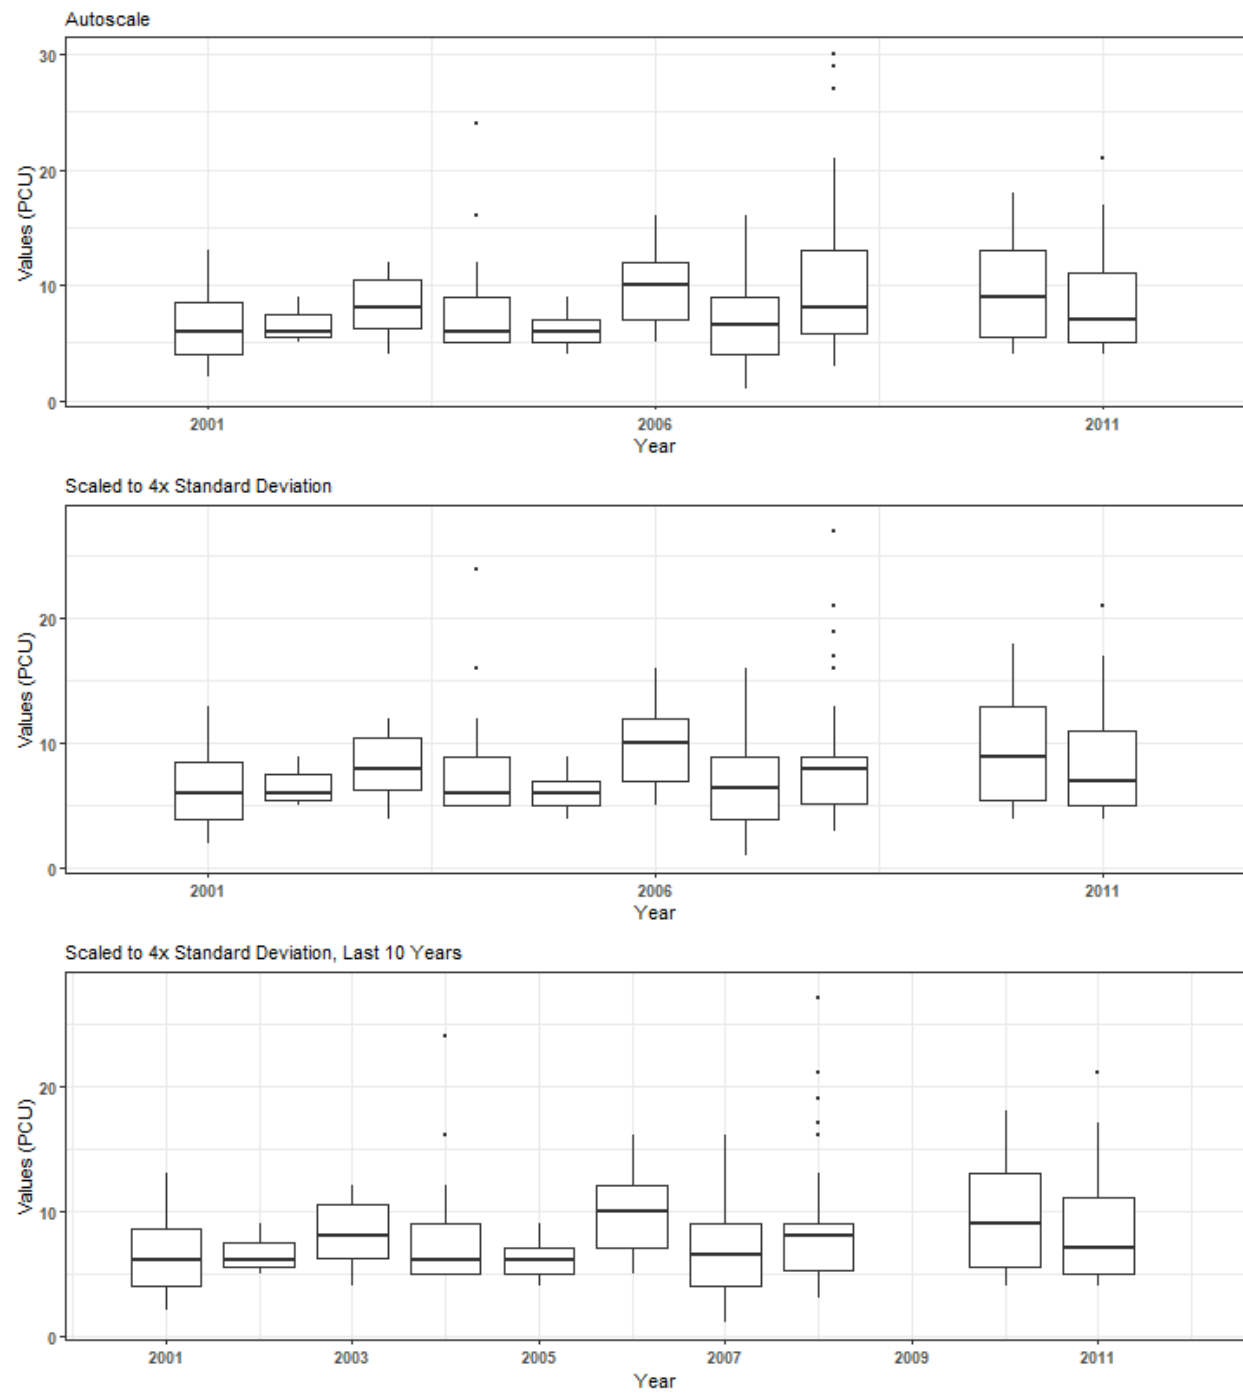 Autoscale
30
20
10
0
Values (PCU)
2001 2006 2011
Year
Scaled to 4x Standard Deviation
20
10
0
Values (PCU)
2001 2006 2011
Year
Scaled to 4x Standard Deviation, Last 10 Years
20
10
0
Values (PCU)
2001 2003 2005 2007 2009 2011
Year